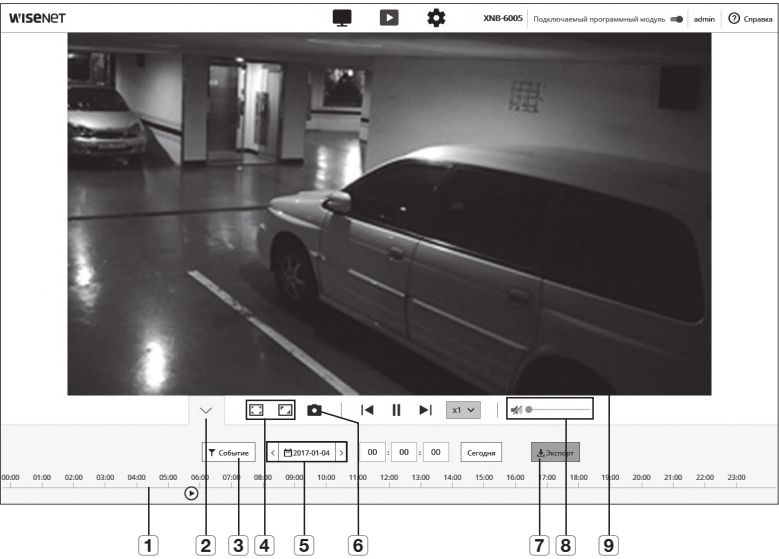 WISENET
XNB-6005 Подключаемый программный модуль admin ? Справка
x1
Событие 2017-01-04 00 : 00 : 00 Сегодня Экспорт
00:00 01:00 02:00 03:00 04:00 05:00 06:00 07:00 08:00 09:00 10:00 11:00 12:00 13:00 14:00 15:00 16:00 17:00 18:00 19:00 20:00 21:00 22:00 23:00
1 2 3 4 5 6 7 8 9